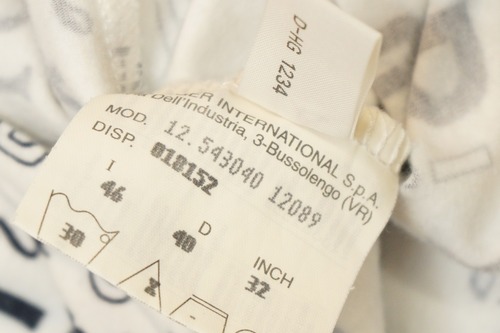 D-HG 1234
INTERNATIONAL S.P.A.
Dell'Industria, 3-Bussolengo (VR)
MOD. 12.543040 12089
DISP. 018152
I D INCH
46 40 32
30